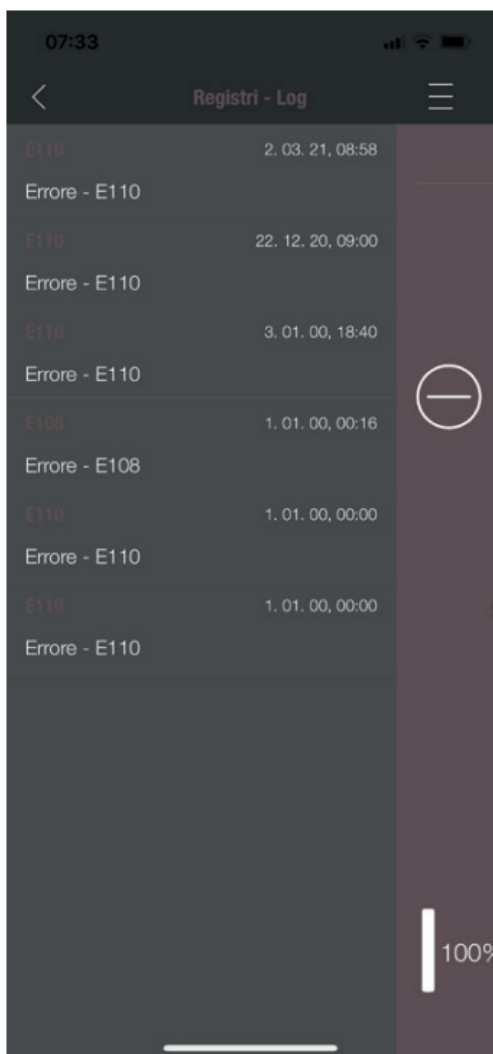 07:33
Registri - Log
E110 2. 03. 21, 08:58
Errore - E110
E110 22. 12. 20, 09:00
Errore - E110
E110 3. 01. 00, 18:40
Errore - E110
E108 1. 01. 00, 00:16
Errore - E108
E110 1. 01. 00, 00:00
Errore - E110
E110 1. 01. 00, 00:00
Errore - E110
100%